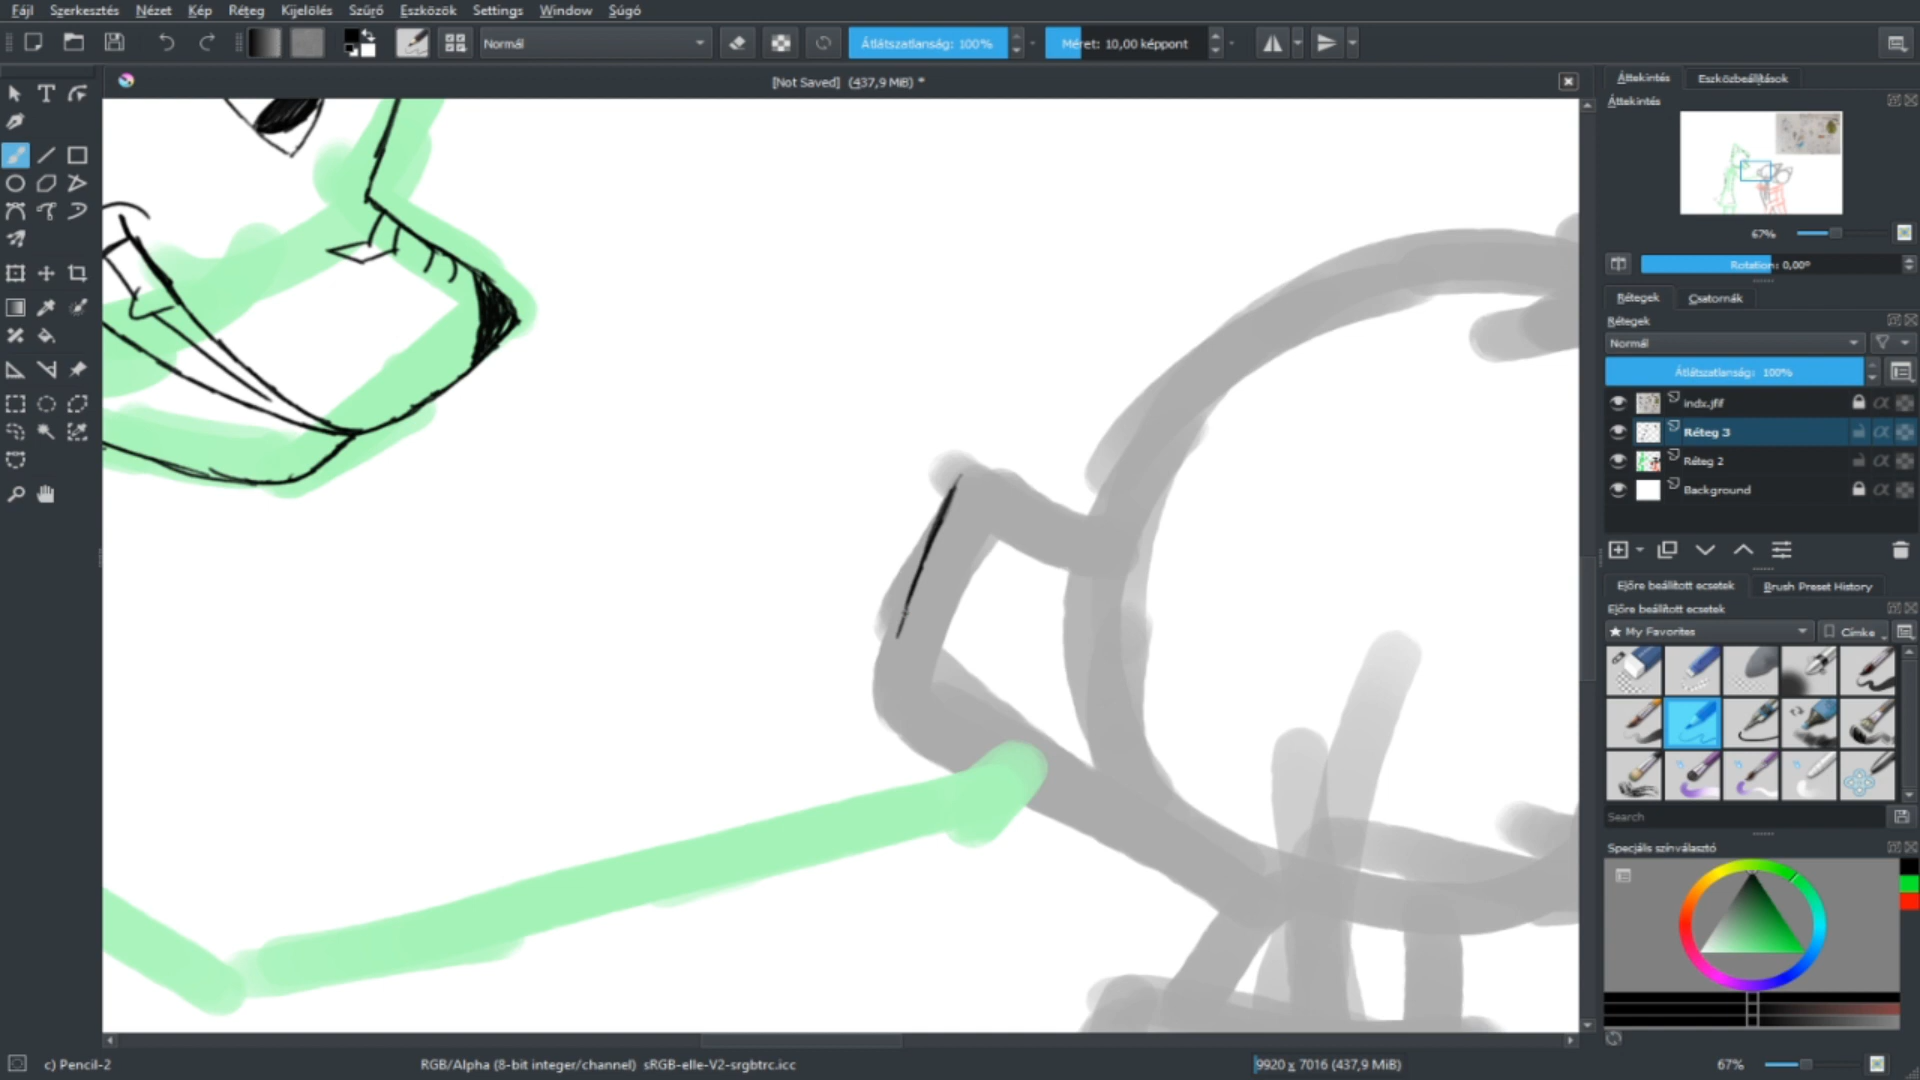 Fájl Szerkesztés Nézet Kép Réteg Kijelölés Szűrő Eszközök Settings Window Súgó
Normál Átlátszatlanság: 100% Méret: 10,00 képpont
[Not Saved] (437,9 MiB) *
Áttekintés Eszközbeállítások
Áttekintés
67%
Rotation: 0,00°
Rétegek Csatornák
Rétegek
Normál
Átlátszatlanság: 100%
indx.jfif
Réteg 3
Réteg 2
Background
Előre beállított ecsetek Brush Preset History
Előre beállított ecsetek
★ My Favorites Címke
Search
Speciális színválasztó
c) Pencil-2 RGB/Alpha (8-bit integer/channel) sRGB-elle-V2-srgbtrc.icc 9920 x 7016 (437,9 MiB) 67%